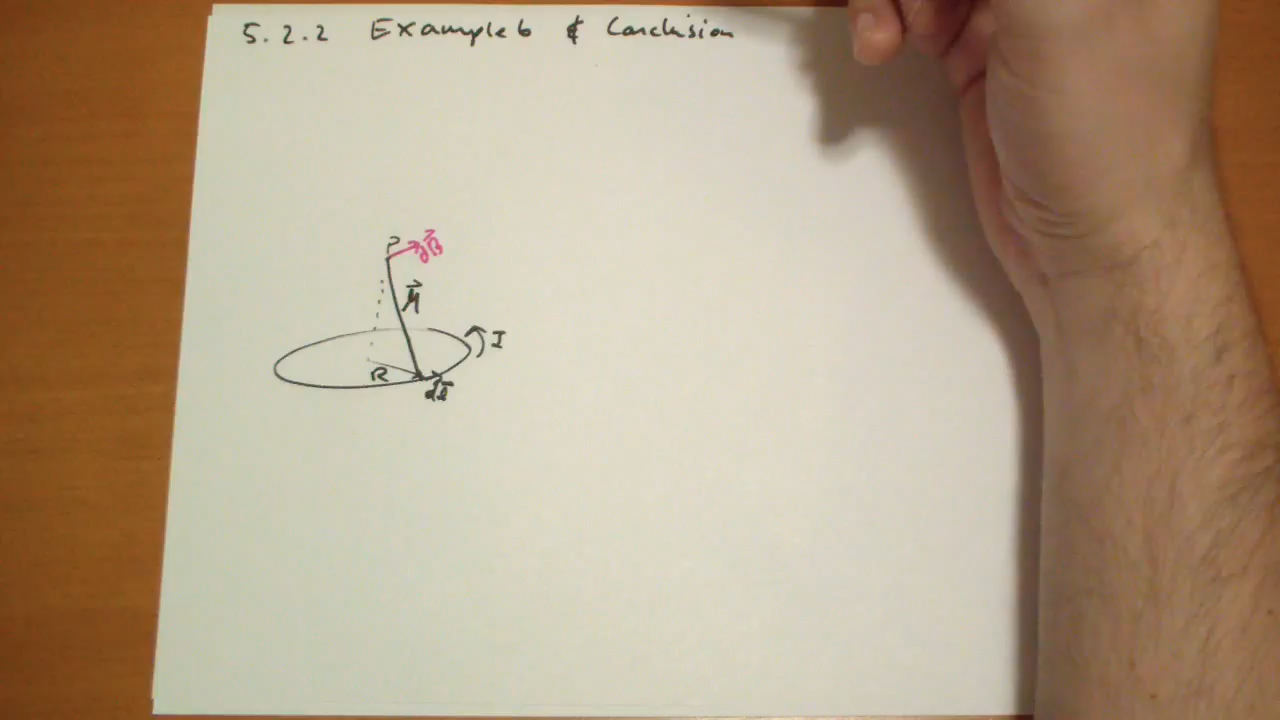 5.2.2 Example 6 & Conclusion
P
dB⃗
r⃗
I
R
dl⃗